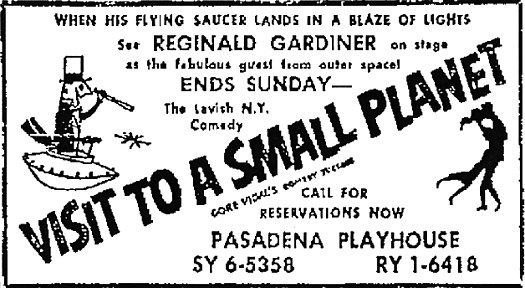 WHEN HIS FLYING SAUCER LANDS IN A BLAZE OF LIGHTS
See REGINALD GARDINER on stage
as the fabulous guest from outer space!
ENDS SUNDAY—
The Lavish N.Y.
Comedy
VISIT TO A SMALL PLANET
GORE VIDAL'S COMEDY
CALL FOR
RESERVATIONS NOW
PASADENA PLAYHOUSE
SY 6-5358 RY 1-6418